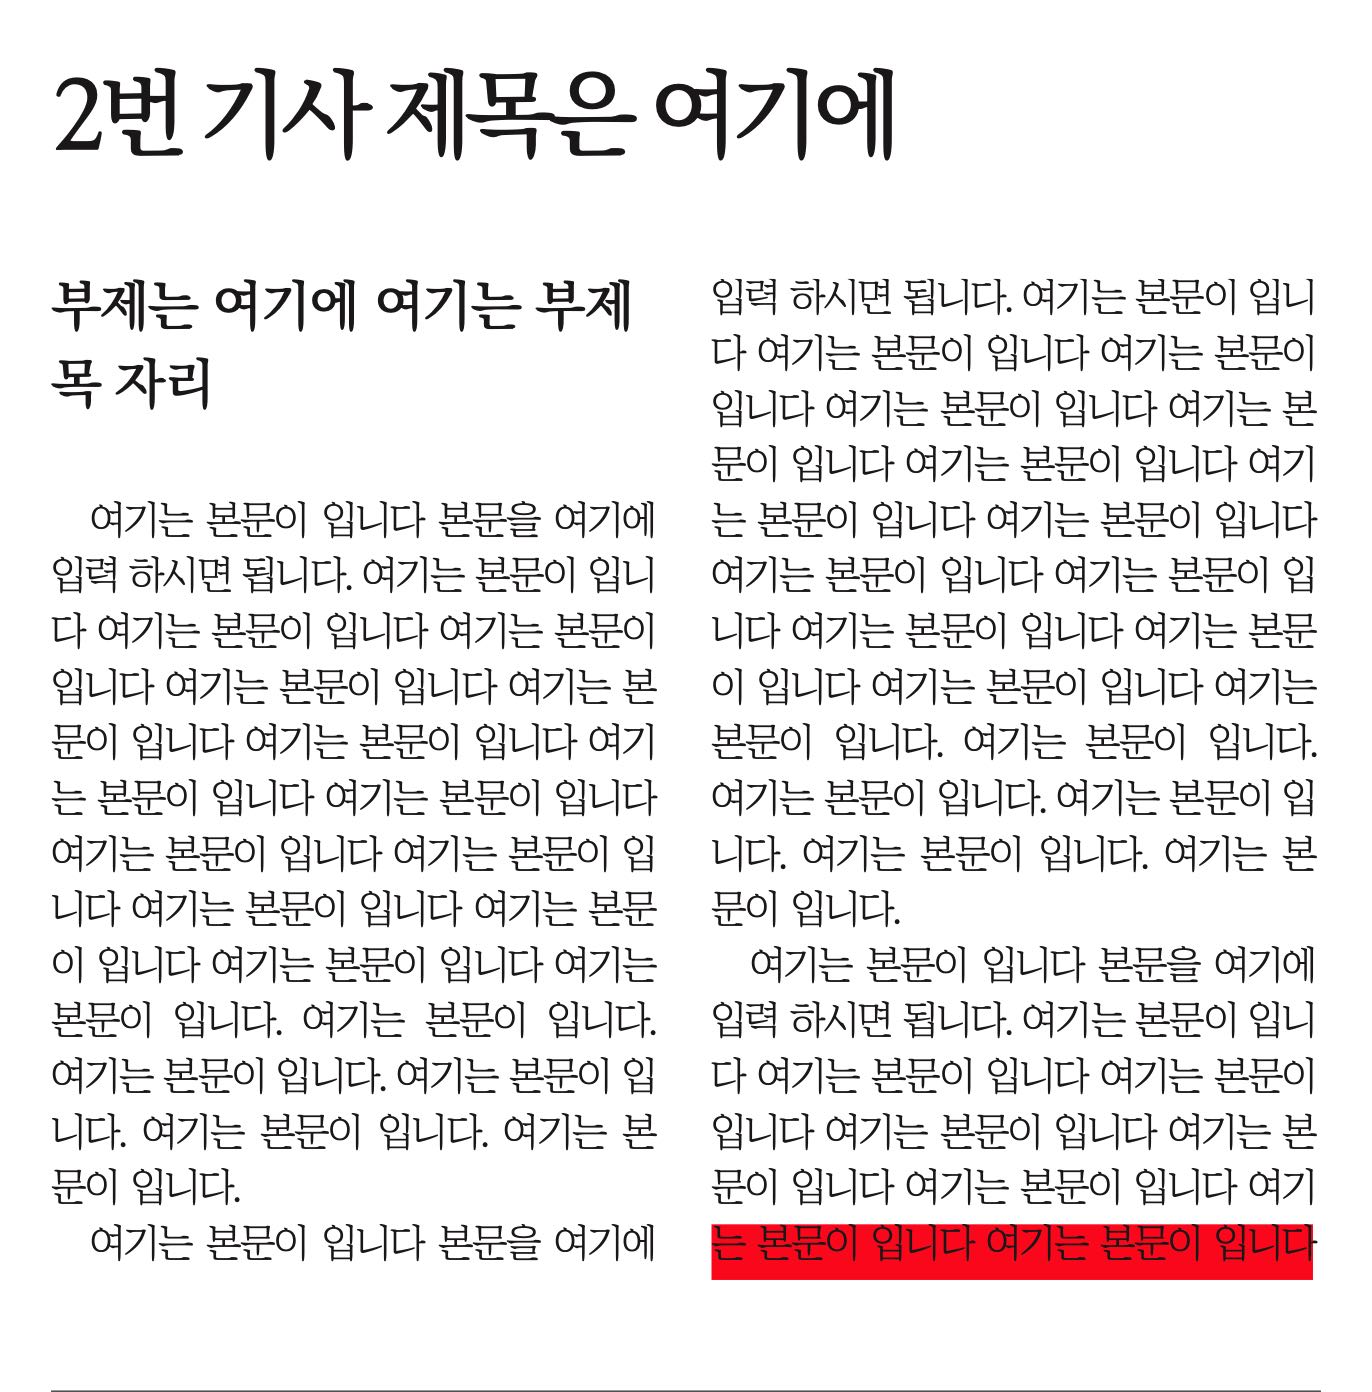 2번 기사 제목은 여기에
부제는 여기에 여기는 부제
목 자리
여기는 본문이 입니다 본문을 여기에
입력 하시면 됩니다. 여기는 본문이 입니
다 여기는 본문이 입니다 여기는 본문이
입니다 여기는 본문이 입니다 여기는 본
문이 입니다 여기는 본문이 입니다 여기
는 본문이 입니다 여기는 본문이 입니다
여기는 본문이 입니다 여기는 본문이 입
니다 여기는 본문이 입니다 여기는 본문
이 입니다 여기는 본문이 입니다 여기는
본문이 입니다. 여기는 본문이 입니다.
여기는 본문이 입니다. 여기는 본문이 입
니다. 여기는 본문이 입니다. 여기는 본
문이 입니다.
여기는 본문이 입니다 본문을 여기에
입력 하시면 됩니다. 여기는 본문이 입니
다 여기는 본문이 입니다 여기는 본문이
입니다 여기는 본문이 입니다 여기는 본
문이 입니다 여기는 본문이 입니다 여기
는 본문이 입니다 여기는 본문이 입니다
여기는 본문이 입니다 여기는 본문이 입
니다 여기는 본문이 입니다 여기는 본문
이 입니다 여기는 본문이 입니다 여기는
본문이 입니다. 여기는 본문이 입니다.
여기는 본문이 입니다. 여기는 본문이 입
니다. 여기는 본문이 입니다. 여기는 본
문이 입니다.
여기는 본문이 입니다 본문을 여기에
입력 하시면 됩니다. 여기는 본문이 입니
다 여기는 본문이 입니다 여기는 본문이
입니다 여기는 본문이 입니다 여기는 본
문이 입니다 여기는 본문이 입니다 여기
는 본문이 입니다 여기는 본문이 입니다